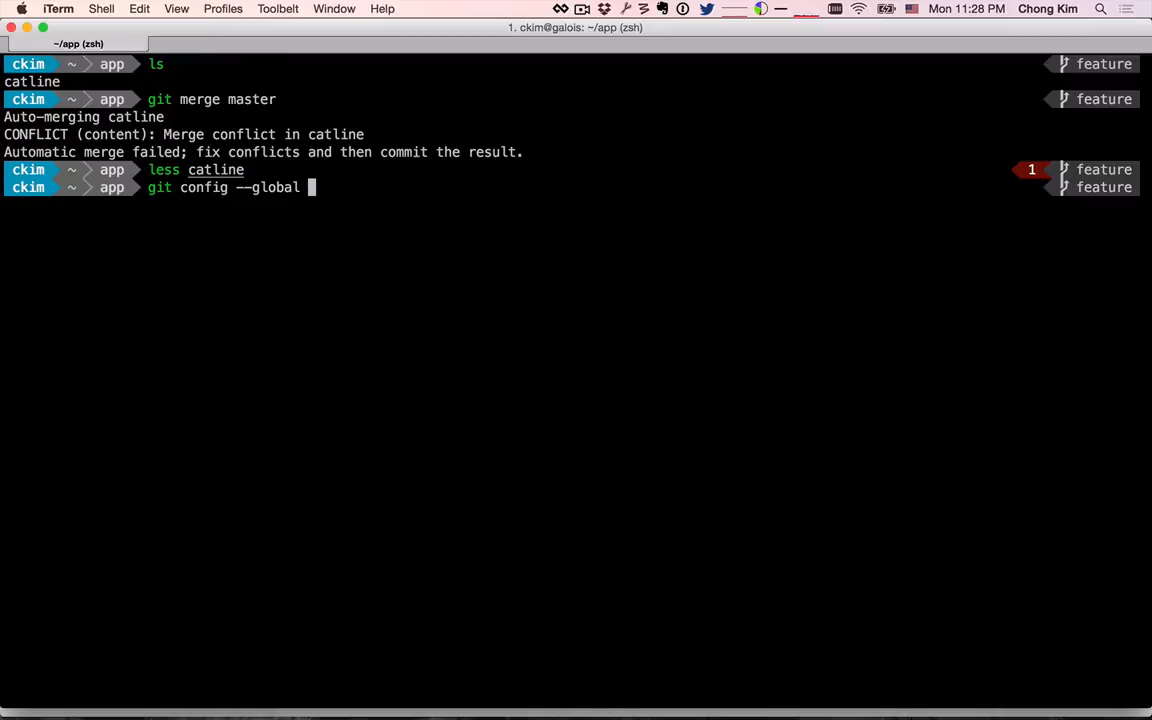 iTerm Shell Edit View Profiles Toolbelt Window Help Mon 11:28 PM Chong Kim
1. ckim@galois: ~/app (zsh)
~/app (zsh)
ckim ~ app ls feature
catline
ckim ~ app git merge master feature
Auto-merging catline
CONFLICT (content): Merge conflict in catline
Automatic merge failed; fix conflicts and then commit the result.
ckim ~ app less catline 1 feature
ckim ~ app git config --global feature